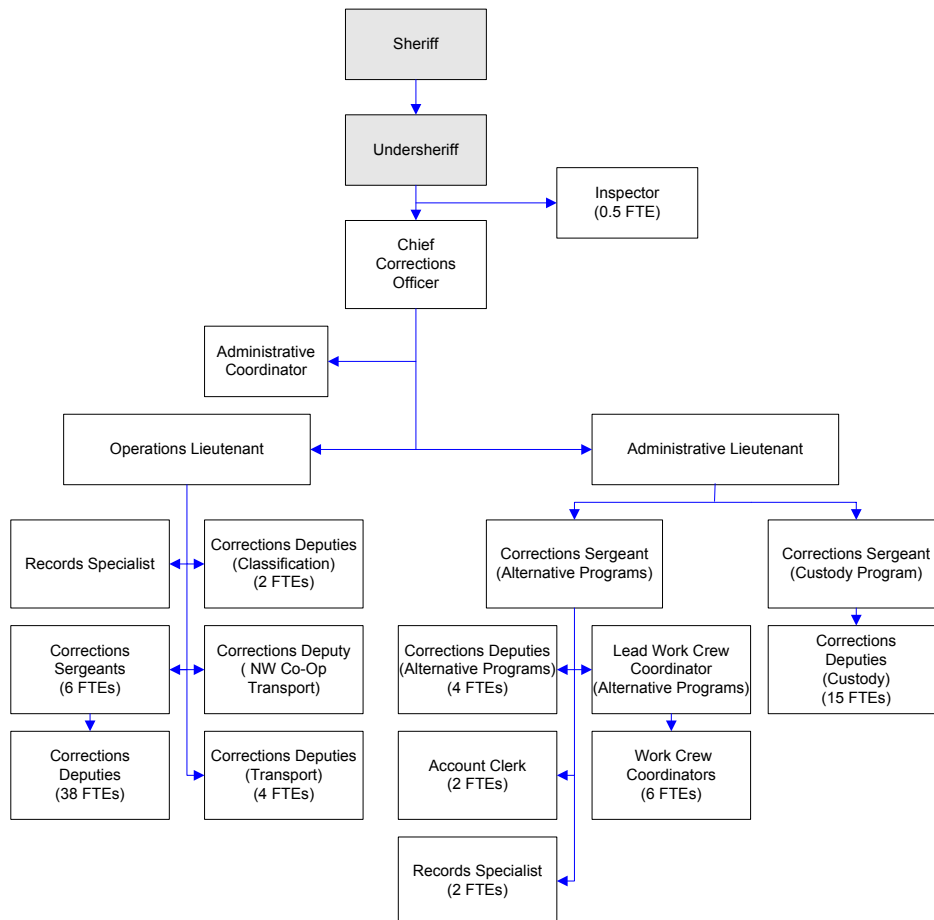 Sheriff
Undersheriff
Inspector
(0.5 FTE)
Chief
Corrections
Officer
Administrative
Coordinator
Operations Lieutenant
Administrative Lieutenant
Records Specialist
Corrections Deputies
(Classification)
(2 FTEs)
Corrections Sergeant
(Alternative Programs)
Corrections Sergeant
(Custody Program)
Corrections
Sergeants
(6 FTEs)
Corrections Deputy
( NW Co-Op
Transport)
Corrections Deputies
(Alternative Programs)
(4 FTEs)
Lead Work Crew
Coordinator
(Alternative Programs)
Corrections
Deputies
(Custody)
(15 FTEs)
Corrections
Deputies
(38 FTEs)
Corrections Deputies
(Transport)
(4 FTEs)
Account Clerk
(2 FTEs)
Work Crew
Coordinators
(6 FTEs)
Records Specialist
(2 FTEs)